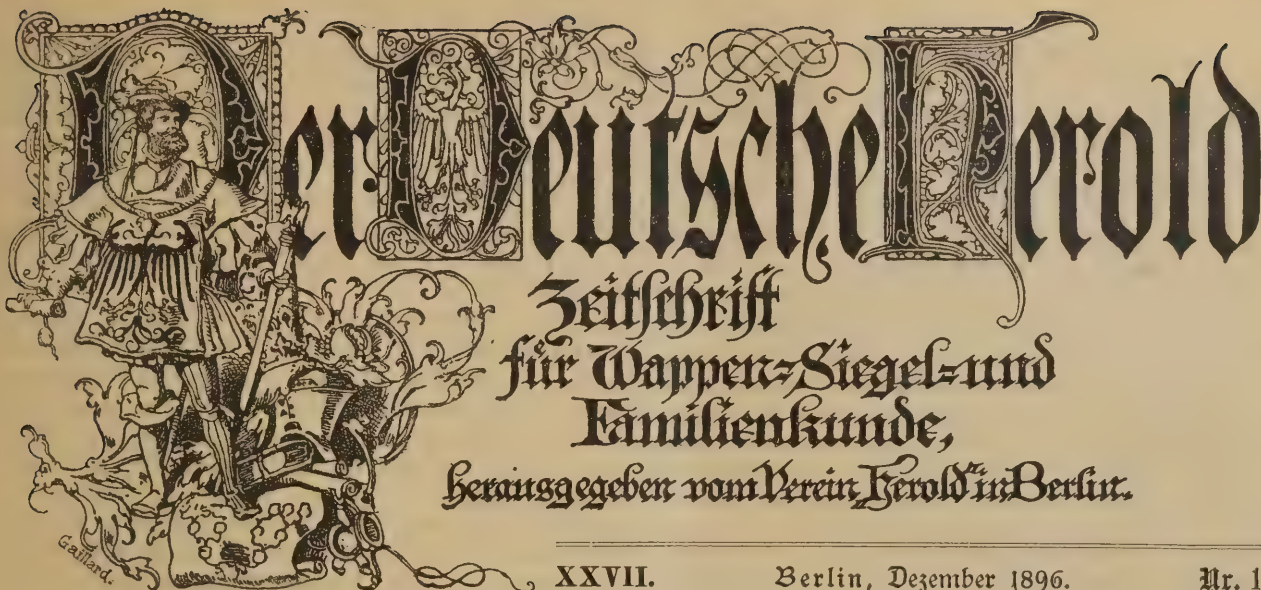 Der Deutsche Herold
Zeitschrift
für Wappen-Siegel- und
Familienkunde,
herausgegeben vom Verein „Herold“ in Berlin.
Gaillard.
XXVII. Berlin, Dezember 1896. Nr. 1